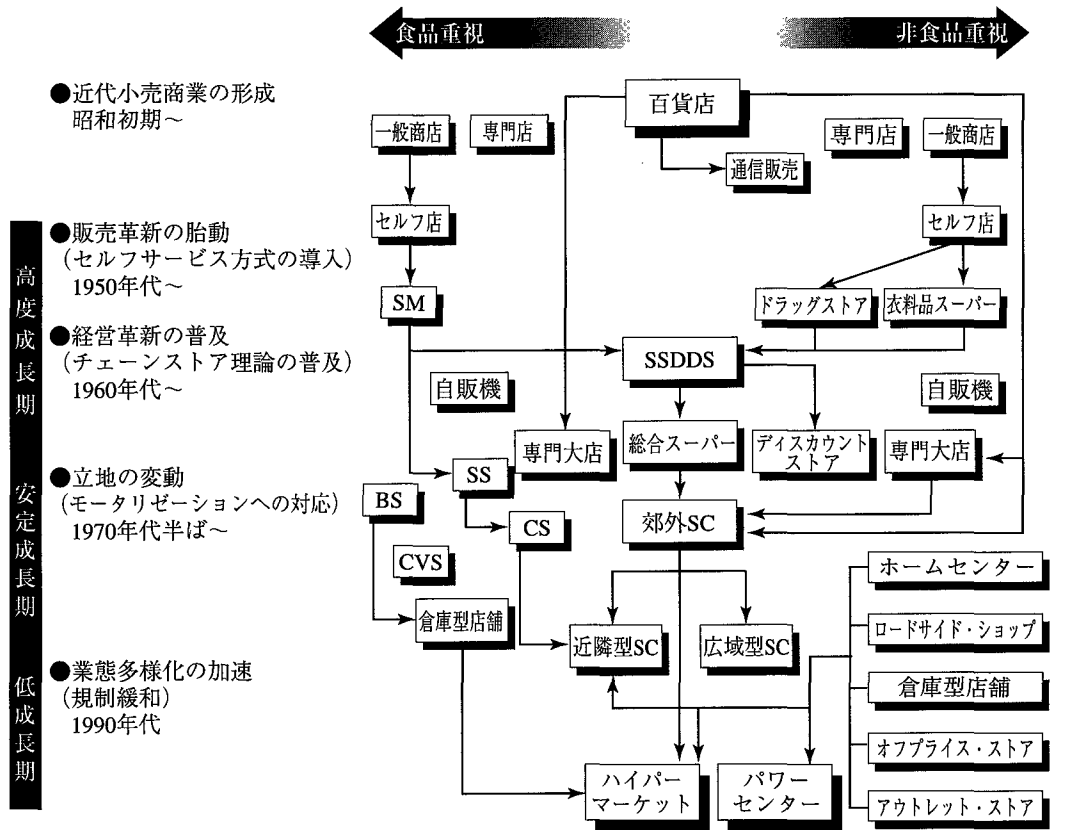 食品重視
非食品重視
●近代小売商業の形成
昭和初期～
百貨店
一般商店
専門店
専門店
一般商店
通信販売
高度成長期
●販売革新の胎動
（セルフサービス方式の導入）
1950年代～
セルフ店
セルフ店
SM
ドラッグストア
衣料品スーパー
●経営革新の普及
（チェーンストア理論の普及）
1960年代～
SSDDS
自販機
自販機
専門大店
総合スーパー
ディスカウント
ストア
専門大店
安定成長期
●立地の変動
（モータリゼーションへの対応）
1970年代半ば～
SS
BS
CS
郊外SC
CVS
ホームセンター
倉庫型店舗
近隣型SC
広域型SC
ロードサイド・ショップ
低成長期
●業態多様化の加速
（規制緩和）
1990年代
倉庫型店舗
オフプライス・ストア
ハイパー
マーケット
パワー
センター
アウトレット・ストア